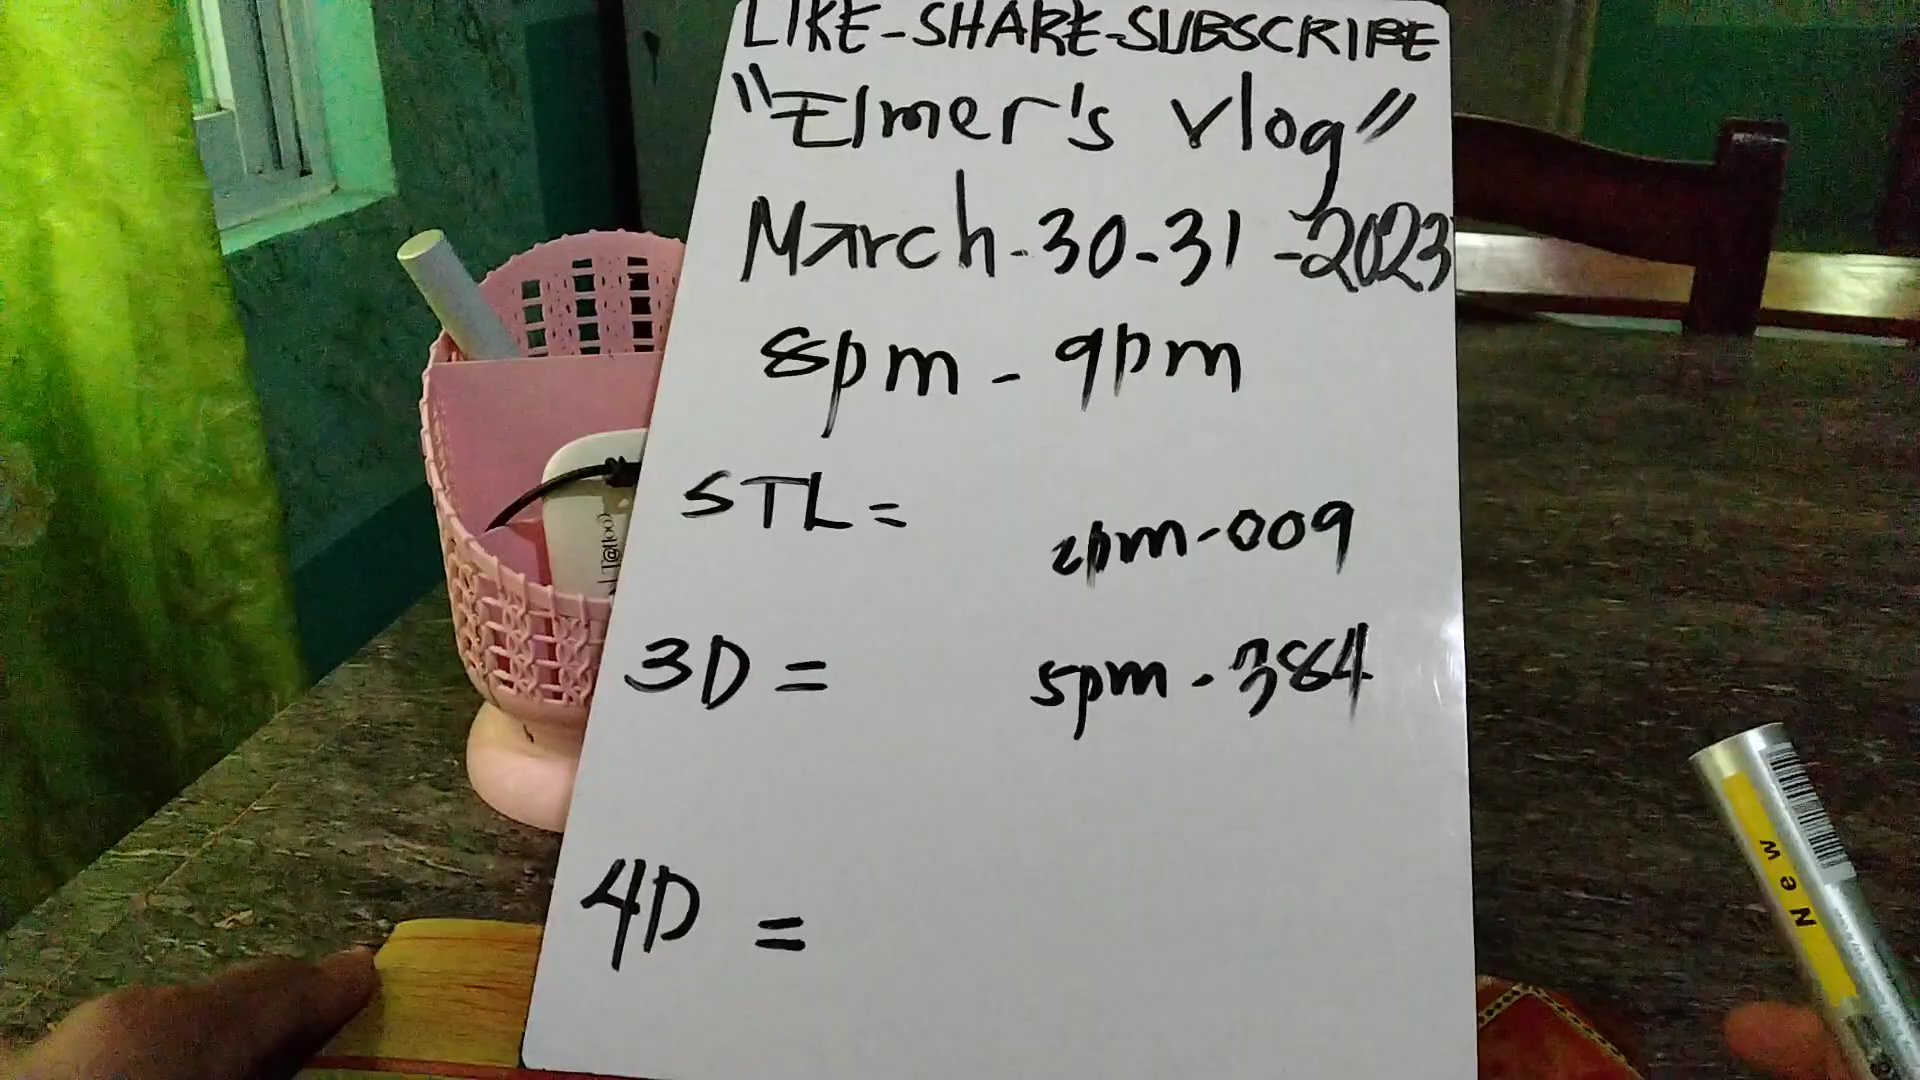 LIKE-SHARE-SUBSCRIBE
"Elmer's vlog"
March-30-31-2023
8pm - 9pm
STL =
2pm-009
3D =
5pm-384
4D =
New